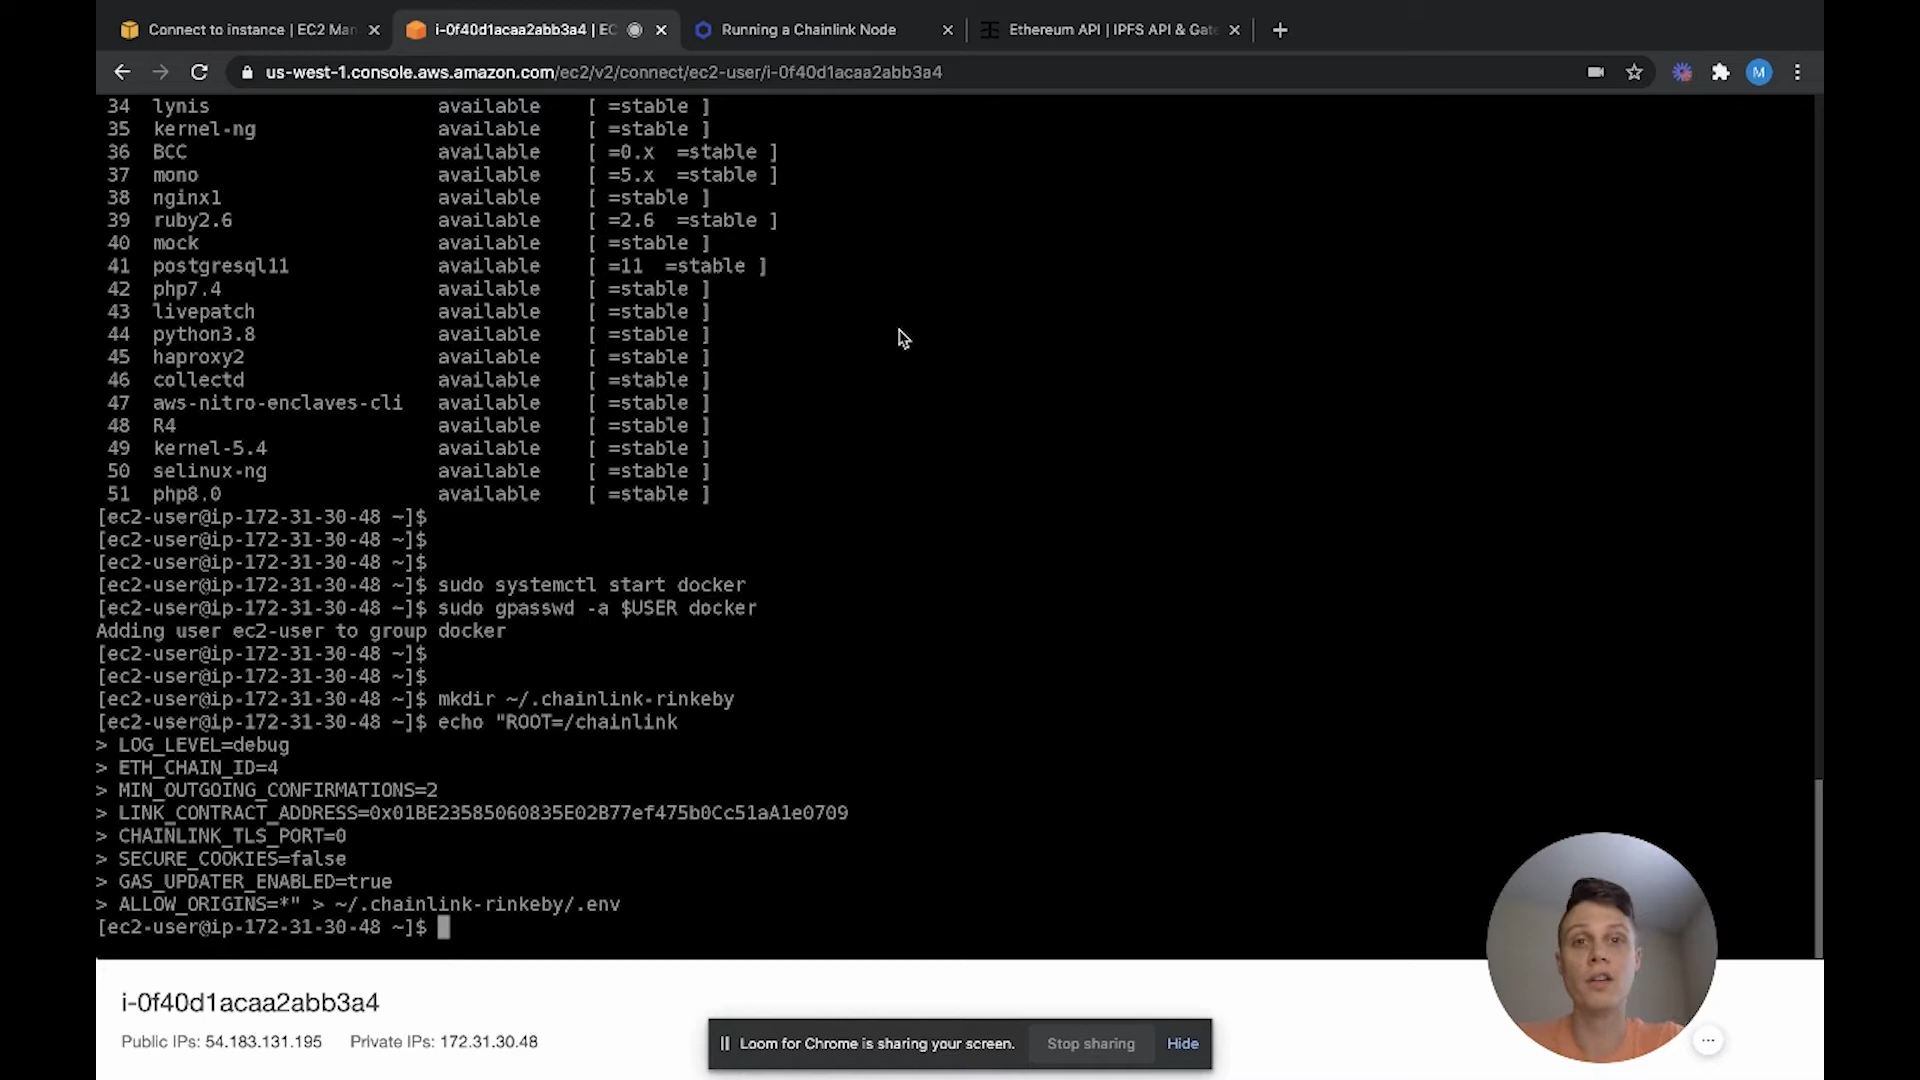 Connect to instance | EC2 Man
i-0f40d1acaa2abb3a4 | EC
Running a Chainlink Node
Ethereum API | IPFS API & Gate
us-west-1.console.aws.amazon.com/ec2/v2/connect/ec2-user/i-0f40d1acaa2abb3a4
M
34 lynis available [ =stable ]
35 kernel-ng available [ =stable ]
36 BCC available [ =0.x =stable ]
37 mono available [ =5.x =stable ]
38 nginx1 available [ =stable ]
39 ruby2.6 available [ =2.6 =stable ]
40 mock available [ =stable ]
41 postgresql11 available [ =11 =stable ]
42 php7.4 available [ =stable ]
43 livepatch available [ =stable ]
44 python3.8 available [ =stable ]
45 haproxy2 available [ =stable ]
46 collectd available [ =stable ]
47 aws-nitro-enclaves-cli available [ =stable ]
48 R4 available [ =stable ]
49 kernel-5.4 available [ =stable ]
50 selinux-ng available [ =stable ]
51 php8.0 available [ =stable ]
[ec2-user@ip-172-31-30-48 ~]$
[ec2-user@ip-172-31-30-48 ~]$
[ec2-user@ip-172-31-30-48 ~]$
[ec2-user@ip-172-31-30-48 ~]$ sudo systemctl start docker
[ec2-user@ip-172-31-30-48 ~]$ sudo gpasswd -a $USER docker
Adding user ec2-user to group docker
[ec2-user@ip-172-31-30-48 ~]$
[ec2-user@ip-172-31-30-48 ~]$
[ec2-user@ip-172-31-30-48 ~]$ mkdir ~/.chainlink-rinkeby
[ec2-user@ip-172-31-30-48 ~]$ echo "ROOT=/chainlink
> LOG_LEVEL=debug
> ETH_CHAIN_ID=4
> MIN_OUTGOING_CONFIRMATIONS=2
> LINK_CONTRACT_ADDRESS=0x01BE23585060835E02B77ef475b0Cc51aA1e0709
> CHAINLINK_TLS_PORT=0
> SECURE_COOKIES=false
> GAS_UPDATER_ENABLED=true
> ALLOW_ORIGINS=*" > ~/.chainlink-rinkeby/.env
[ec2-user@ip-172-31-30-48 ~]$
i-0f40d1acaa2abb3a4
Public IPs: 54.183.131.195 Private IPs: 172.31.30.48
Loom for Chrome is sharing your screen. Stop sharing Hide